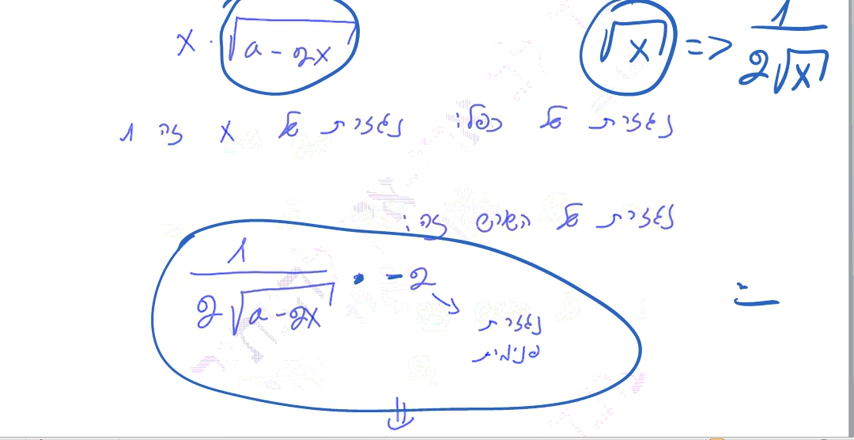 x · √(a - 2x)    √x => 1/(2√x)
נגזרת של כפל: נגזרת של x זה 1
נגזרת של השורש זה:
1/(2√(a - 2x)) · -2
נגזרת
פנימית
=